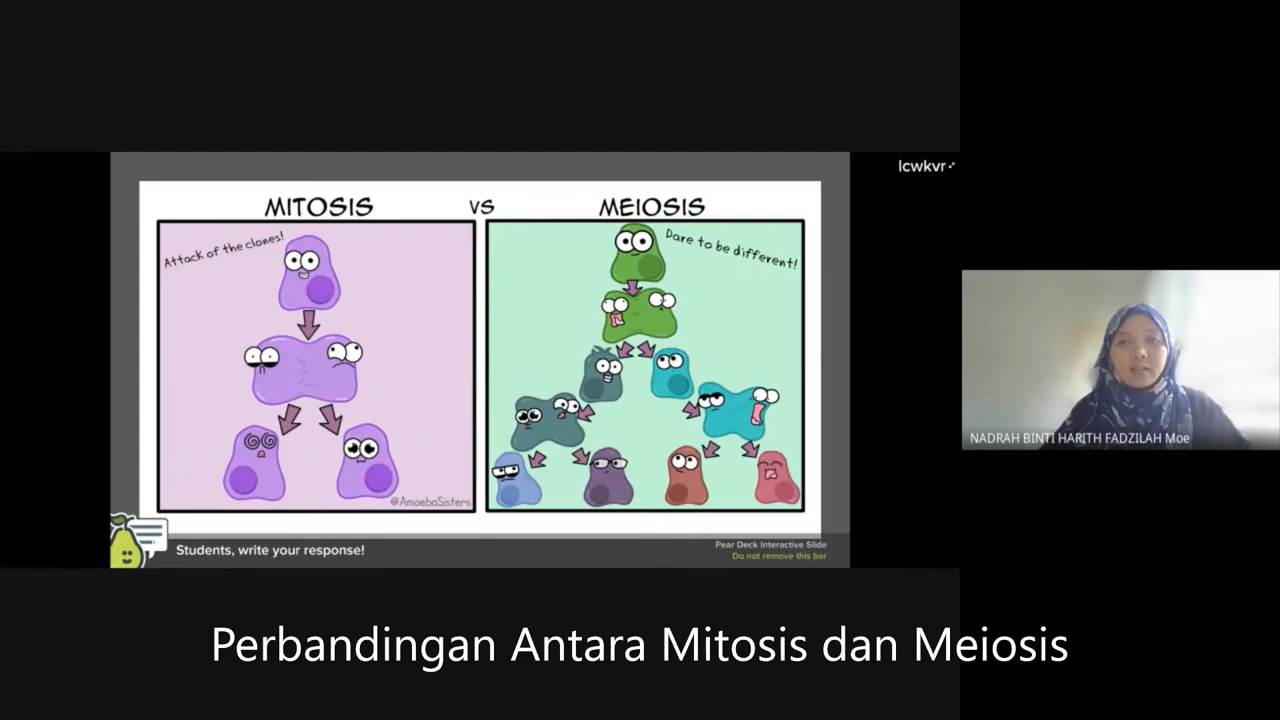 lcwkvr
MITOSIS VS MEIOSIS
Attack of the clones!
Dare to be different!
@AmoebaSisters
NADRAH BINTI HARITH FADZILAH Moe
Students, write your response!
Pear Deck Interactive Slide
Do not remove this bar
Perbandingan Antara Mitosis dan Meiosis